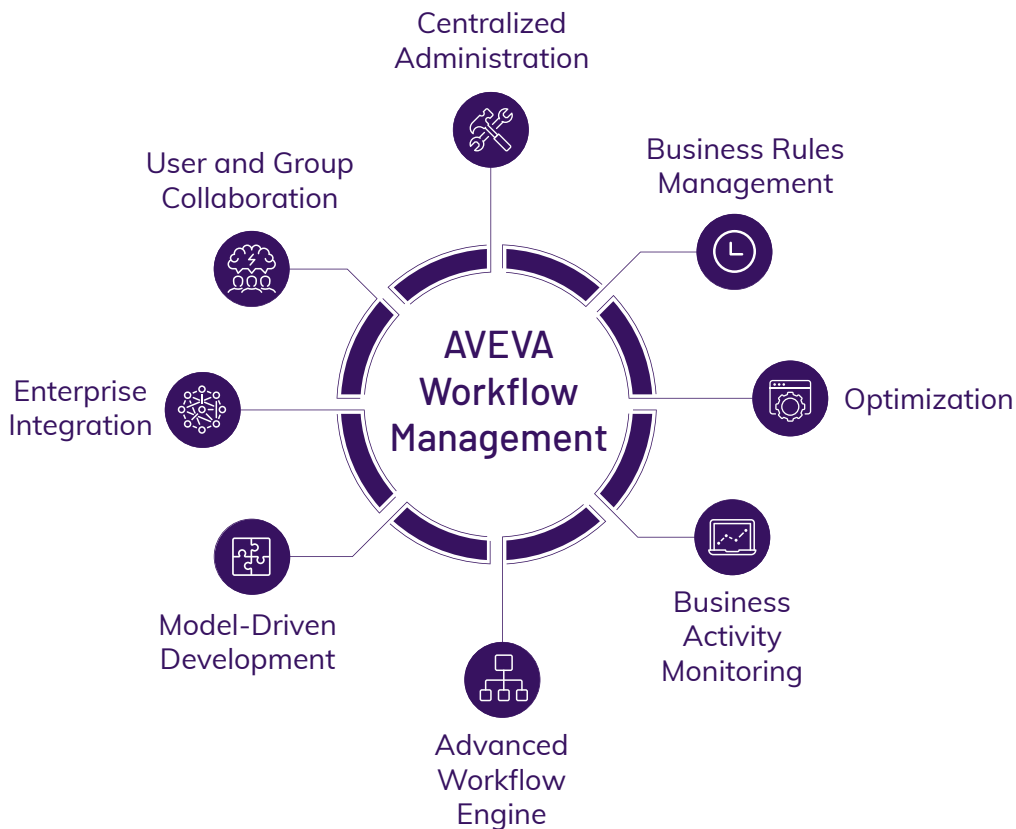 Centralized
Administration
Business Rules
Management
User and Group
Collaboration
AVEVA
Workflow
Management
Enterprise
Integration
Optimization
Business
Activity
Monitoring
Model-Driven
Development
Advanced
Workflow
Engine